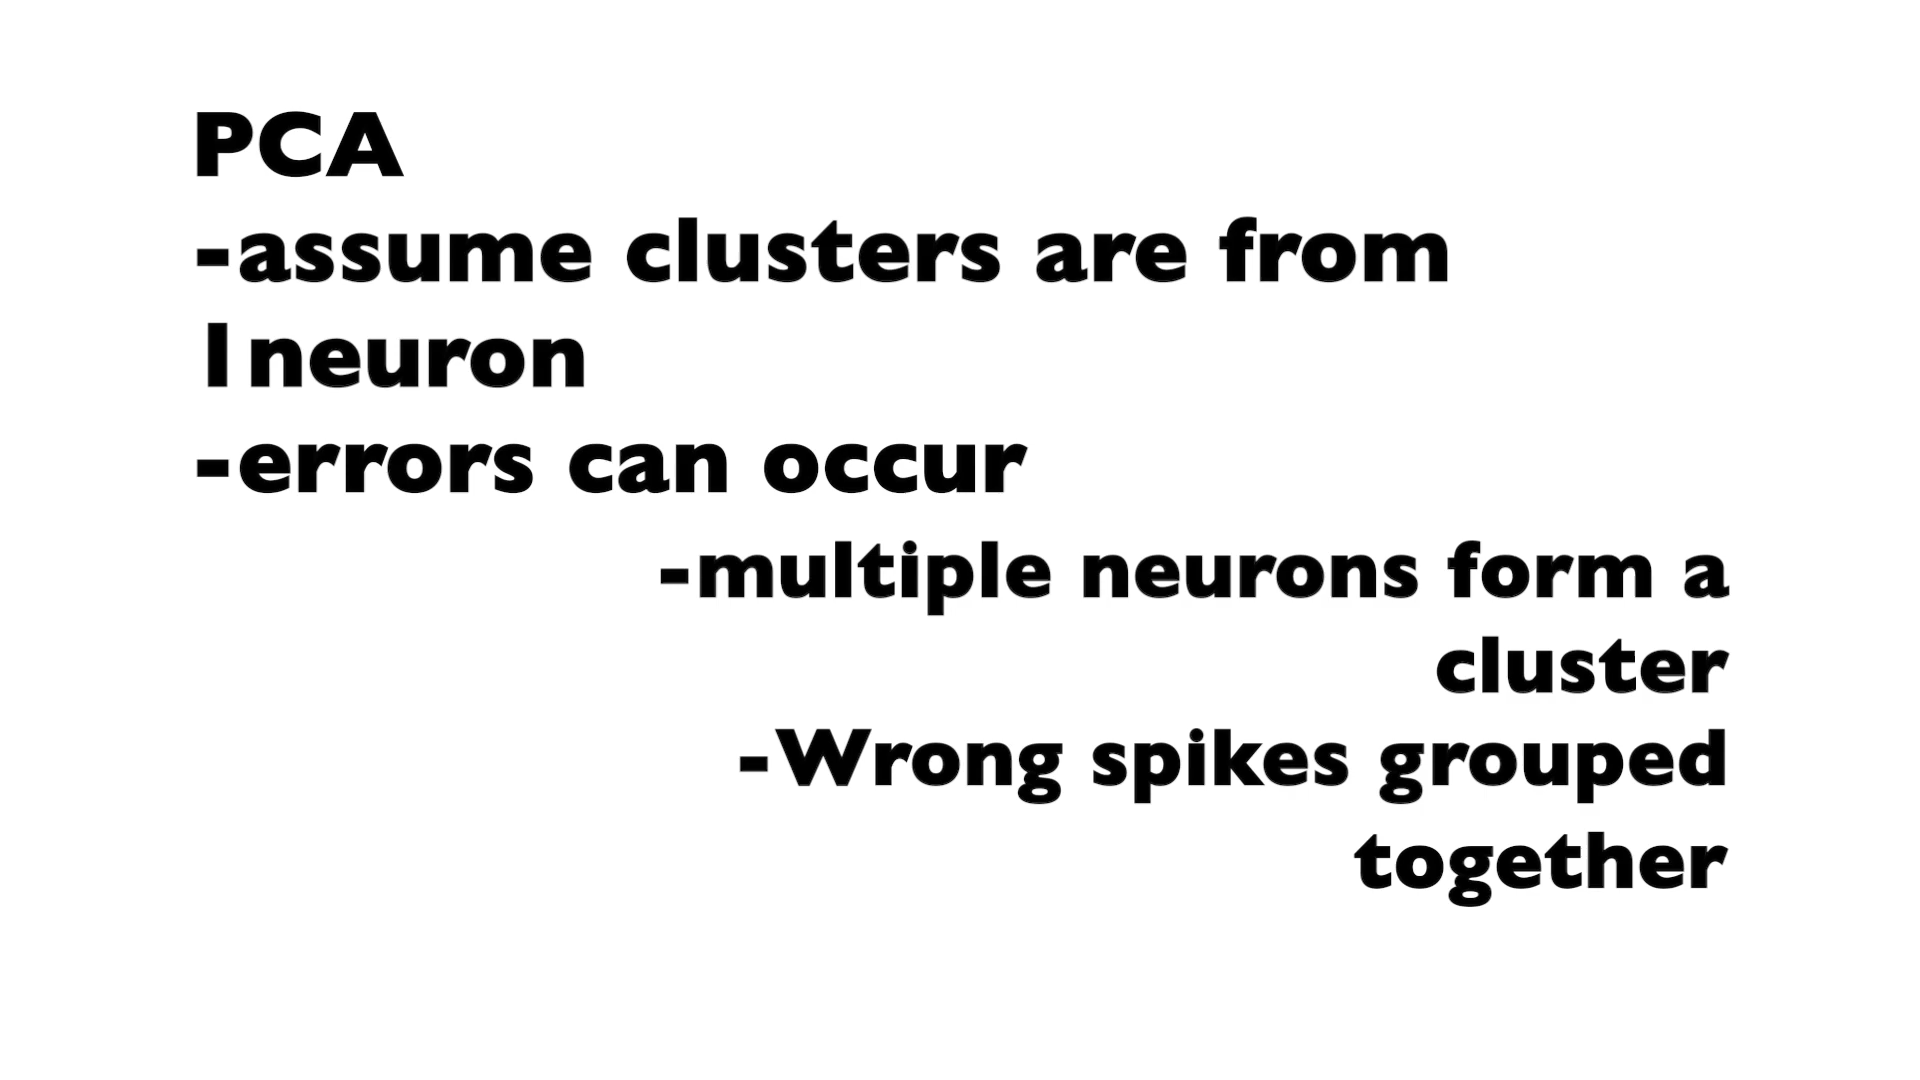 PCA
-assume clusters are from
1neuron
-errors can occur
-multiple neurons form a
cluster
-Wrong spikes grouped
together